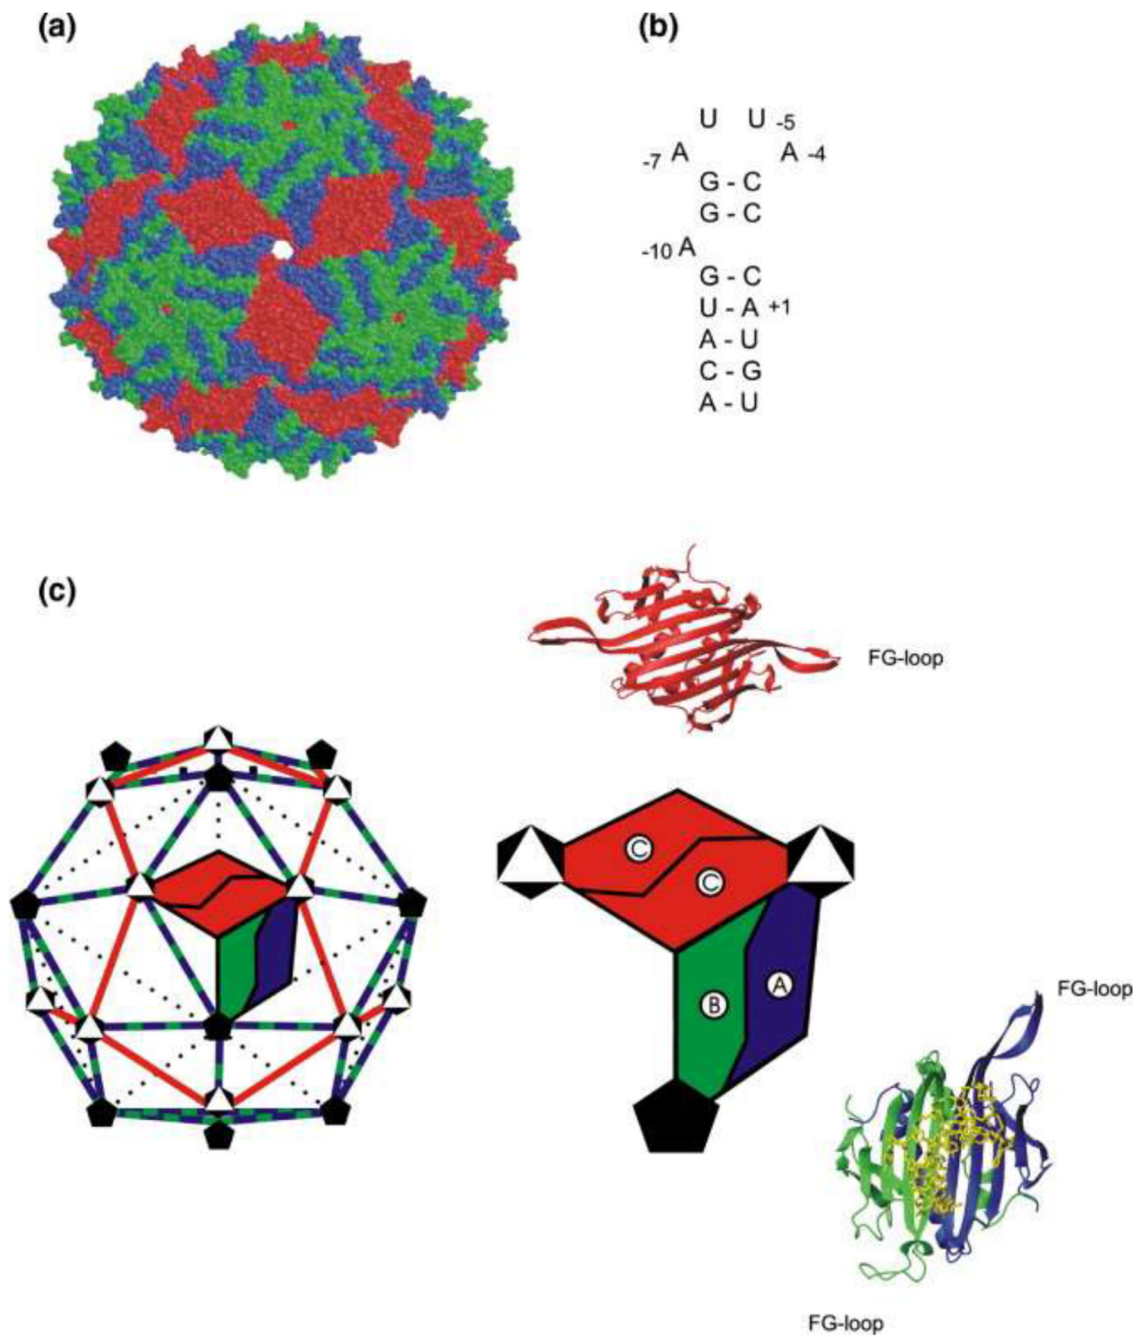 (a)
(b)
U U -5
-7 A A -4
G - C
G - C
-10 A
G - C
U - A +1
A - U
C - G
A - U
(c)
FG-loop
C
C
B
A
FG-loop
FG-loop